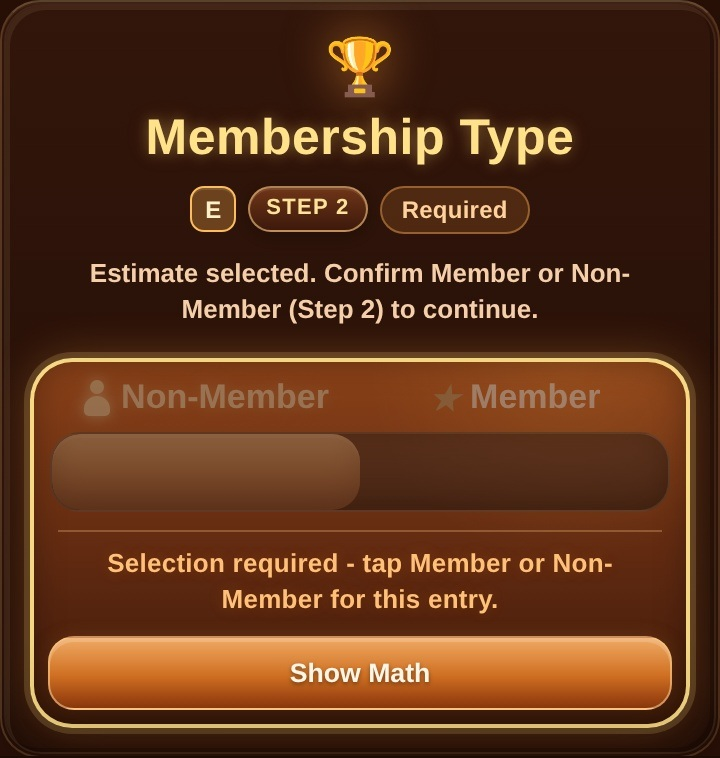 Membership Type
E STEP 2 Required
Estimate selected. Confirm Member or Non-
Member (Step 2) to continue.
Non-Member Member
Selection required - tap Member or Non-
Member for this entry.
Show Math